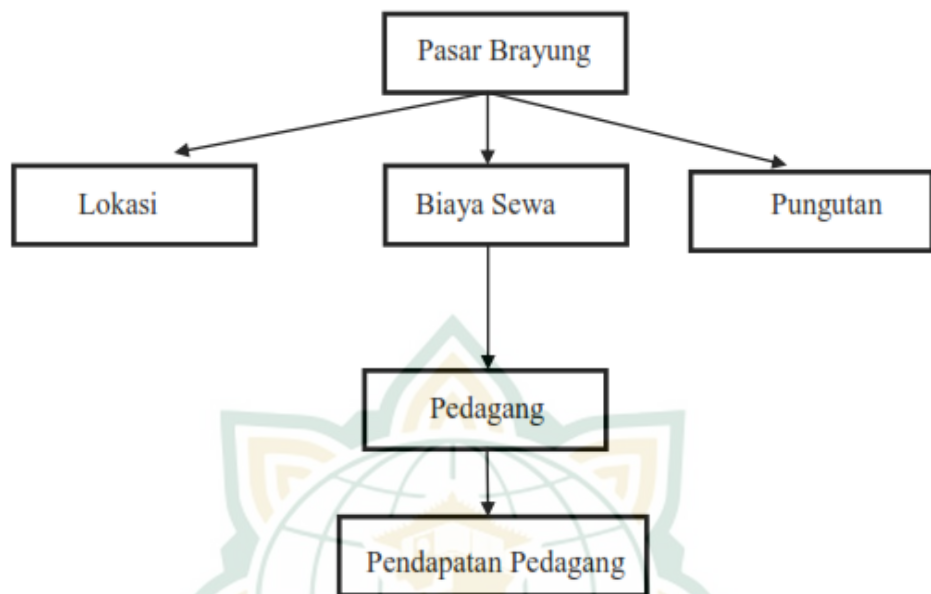 Pasar Brayung
Lokasi
Biaya Sewa
Pungutan
Pedagang
Pendapatan Pedagang